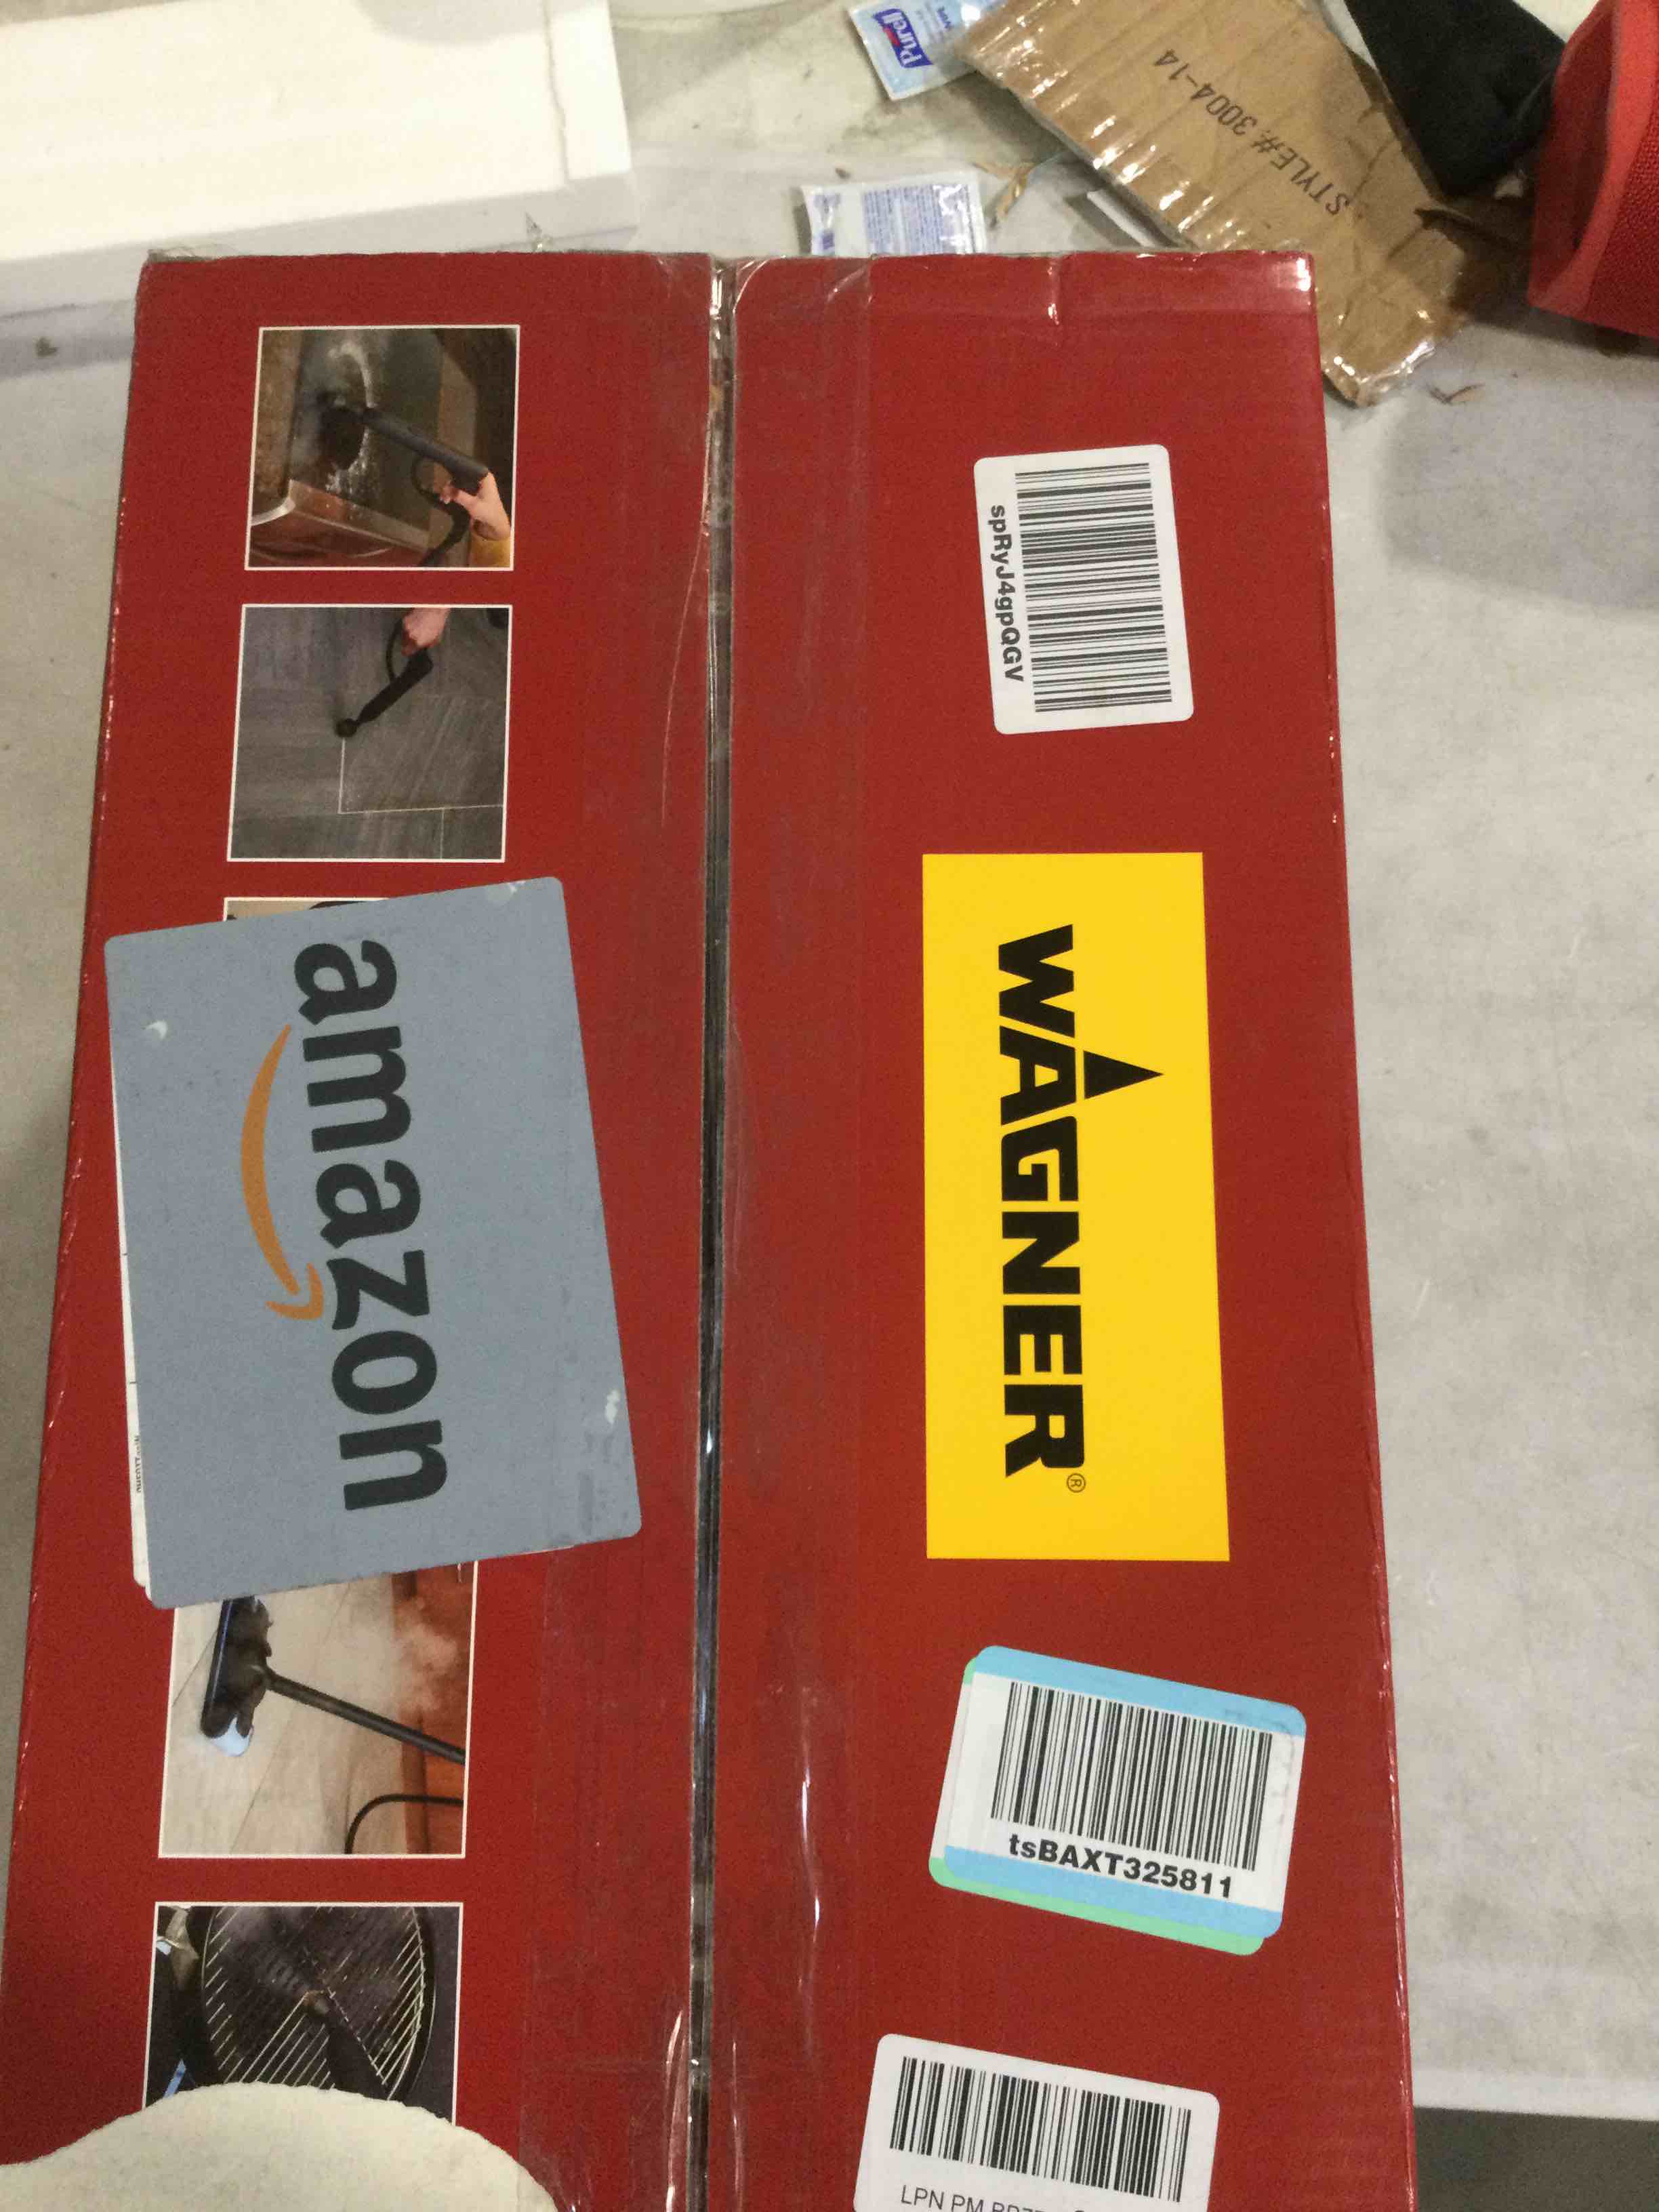 Purell
STYLE#: 3004-14
spRyJ4gpQGV
WAGNER®
amazon
tsBAXT325811
LPN PM